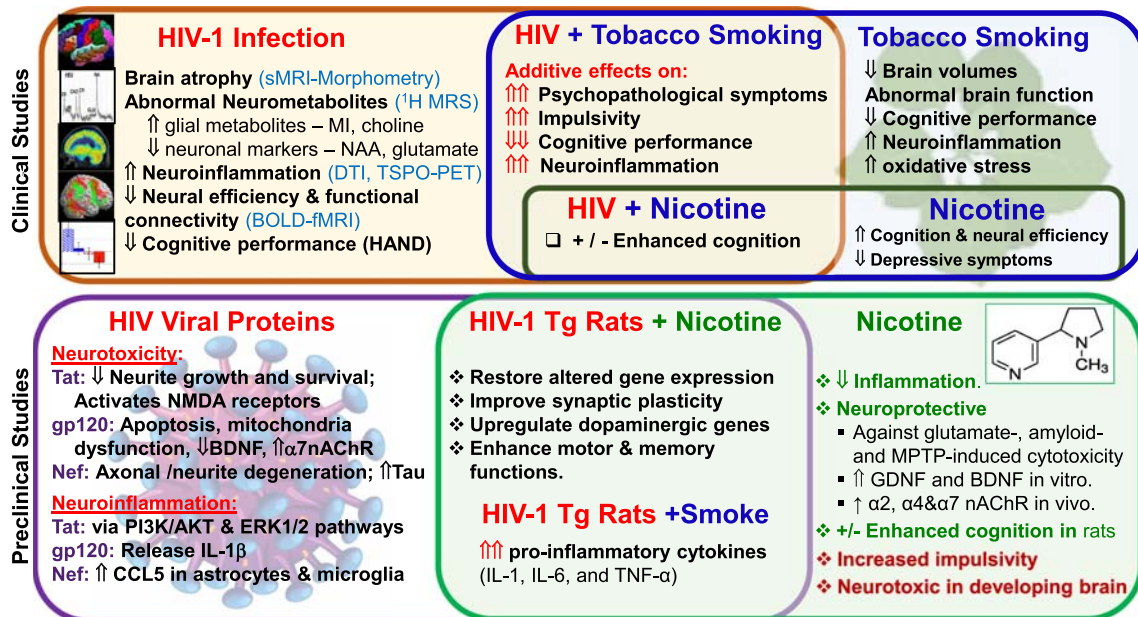 Clinical Studies
HIV-1 Infection
Brain atrophy (sMRI-Morphometry)
Abnormal Neurometabolites (¹H MRS)
⇑ glial metabolites – MI, choline
⇓ neuronal markers – NAA, glutamate
⇑ Neuroinflammation (DTI, TSPO-PET)
⇓ Neural efficiency & functional
connectivity (BOLD-fMRI)
⇓ Cognitive performance (HAND)
HIV + Tobacco Smoking
Additive effects on:
⇑⇑ Psychopathological symptoms
⇑⇑ Impulsivity
⇓⇓ Cognitive performance
⇑⇑ Neuroinflammation
Tobacco Smoking
⇓ Brain volumes
Abnormal brain function
⇓ Cognitive performance
⇑ Neuroinflammation
⇑ oxidative stress
HIV + Nicotine
❑ + / - Enhanced cognition
Nicotine
⇑ Cognition & neural efficiency
⇓ Depressive symptoms
Preclinical Studies
HIV Viral Proteins
Neurotoxicity:
Tat: ⇓ Neurite growth and survival;
Activates NMDA receptors
gp120: Apoptosis, mitochondria
dysfunction, ⇓BDNF, ⇑α7nAChR
Nef: Axonal /neurite degeneration; ⇑Tau
Neuroinflammation:
Tat: via PI3K/AKT & ERK1/2 pathways
gp120: Release IL-1β
Nef: ⇑ CCL5 in astrocytes & microglia
HIV-1 Tg Rats + Nicotine
❖ Restore altered gene expression
❖ Improve synaptic plasticity
❖ Upregulate dopaminergic genes
❖ Enhance motor & memory
functions.
HIV-1 Tg Rats +Smoke
⇑⇑ pro-inflammatory cytokines
(IL-1, IL-6, and TNF-α)
Nicotine
N
N
CH₃
❖ ⇓ Inflammation.
❖ Neuroprotective
▪ Against glutamate-, amyloid-
and MPTP-induced cytotoxicity
▪ ⇑ GDNF and BDNF in vitro.
▪ ↑ α2, α4&α7 nAChR in vivo.
❖ +/- Enhanced cognition in rats
❖ Increased impulsivity
❖ Neurotoxic in developing brain